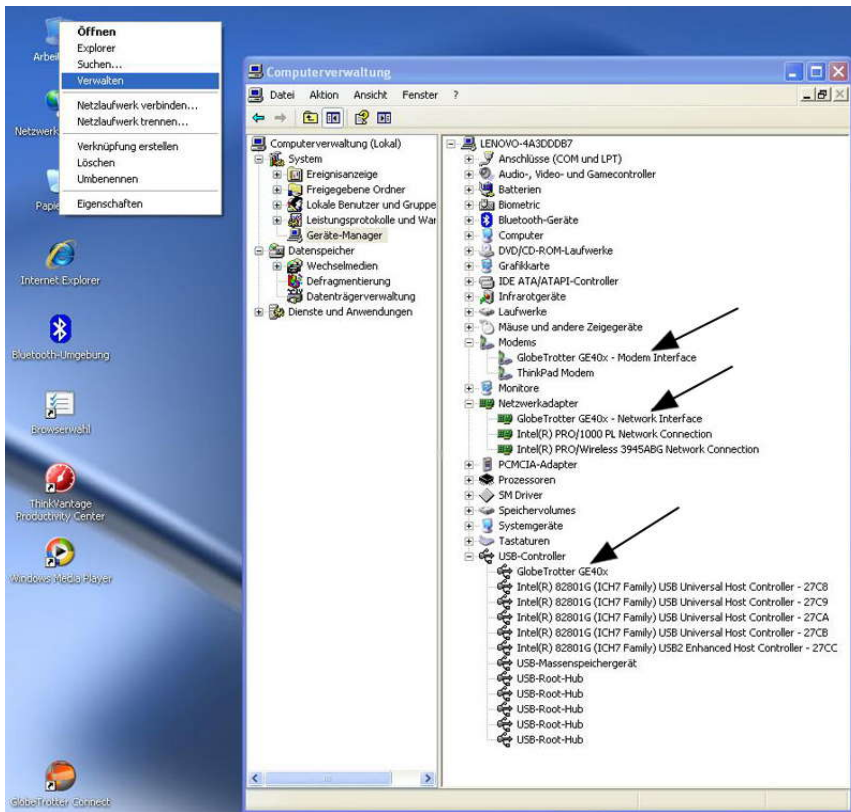 Öffnen
Explorer
Suchen...
Verwalten
Netzlaufwerk verbinden...
Netzlaufwerk trennen...
Verknüpfung erstellen
Löschen
Umbenennen
Eigenschaften
Arbei
Netzwerk
Papie
Internet Explorer
Bluetooth-Umgebung
Browserwahl
ThinkVantage
Productivity Center
Windows Media Player
GlobeTrotter Connect
Computerverwaltung
Datei Aktion Ansicht Fenster ?
Computerverwaltung (Lokal)
System
Ereignisanzeige
Freigegebene Ordner
Lokale Benutzer und Gruppe
Leistungsprotokolle und War
Geräte-Manager
Datenspeicher
Wechselmedien
Defragmentierung
Datenträgerverwaltung
Dienste und Anwendungen
LENOVO-4A3DDDB7
Anschlüsse (COM und LPT)
Audio-, Video- und Gamecontroller
Batterien
Biometric
Bluetooth-Geräte
Computer
DVD/CD-ROM-Laufwerke
Grafikkarte
IDE ATA/ATAPI-Controller
Infrarotgeräte
Laufwerke
Mäuse und andere Zeigegeräte
Modems
GlobeTrotter GE40x - Modem Interface
ThinkPad Modem
Monitore
Netzwerkadapter
GlobeTrotter GE40x - Network Interface
Intel(R) PRO/1000 PL Network Connection
Intel(R) PRO/Wireless 3945ABG Network Connection
PCMCIA-Adapter
Prozessoren
SM Driver
Speichervolumes
Systemgeräte
Tastaturen
USB-Controller
GlobeTrotter GE40x
Intel(R) 82801G (ICH7 Family) USB Universal Host Controller - 27C8
Intel(R) 82801G (ICH7 Family) USB Universal Host Controller - 27C9
Intel(R) 82801G (ICH7 Family) USB Universal Host Controller - 27CA
Intel(R) 82801G (ICH7 Family) USB Universal Host Controller - 27CB
Intel(R) 82801G (ICH7 Family) USB2 Enhanced Host Controller - 27CC
USB-Massenspeichergerät
USB-Root-Hub
USB-Root-Hub
USB-Root-Hub
USB-Root-Hub
USB-Root-Hub